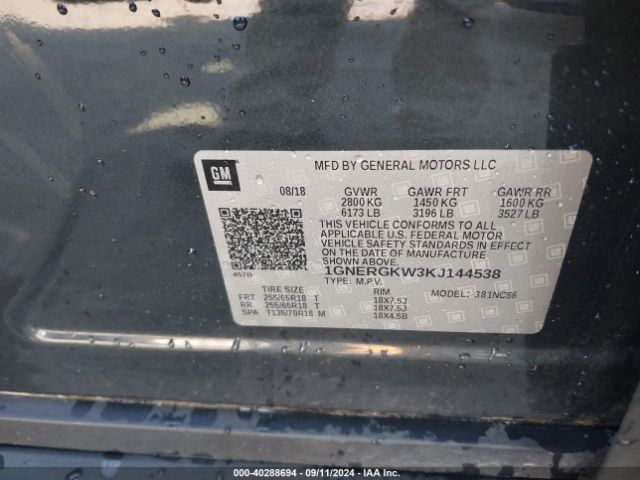 GM
MFD BY GENERAL MOTORS LLC
08/18 GVWR GAWR FRT GAWR RR
2800 KG 1450 KG 1600 KG
6173 LB 3196 LB 3527 LB
THIS VEHICLE CONFORMS TO ALL
APPLICABLE U.S. FEDERAL MOTOR
VEHICLE SAFETY STANDARDS IN EFFECT
ON THE DATE OF MANUFACTURE
SHOWN ABOVE.
1GNERGKW3KJ144538
TYPE: M.P.V. MODEL: 381NC56
TIRE SIZE RIM
FRT 255/65R18 T 18X7.5J
RR 255/65R18 T 18X7.5J
SPA T135/70R18 M 18X4.5B
© - 40288694 - 09/11/2024 - IAA Inc.